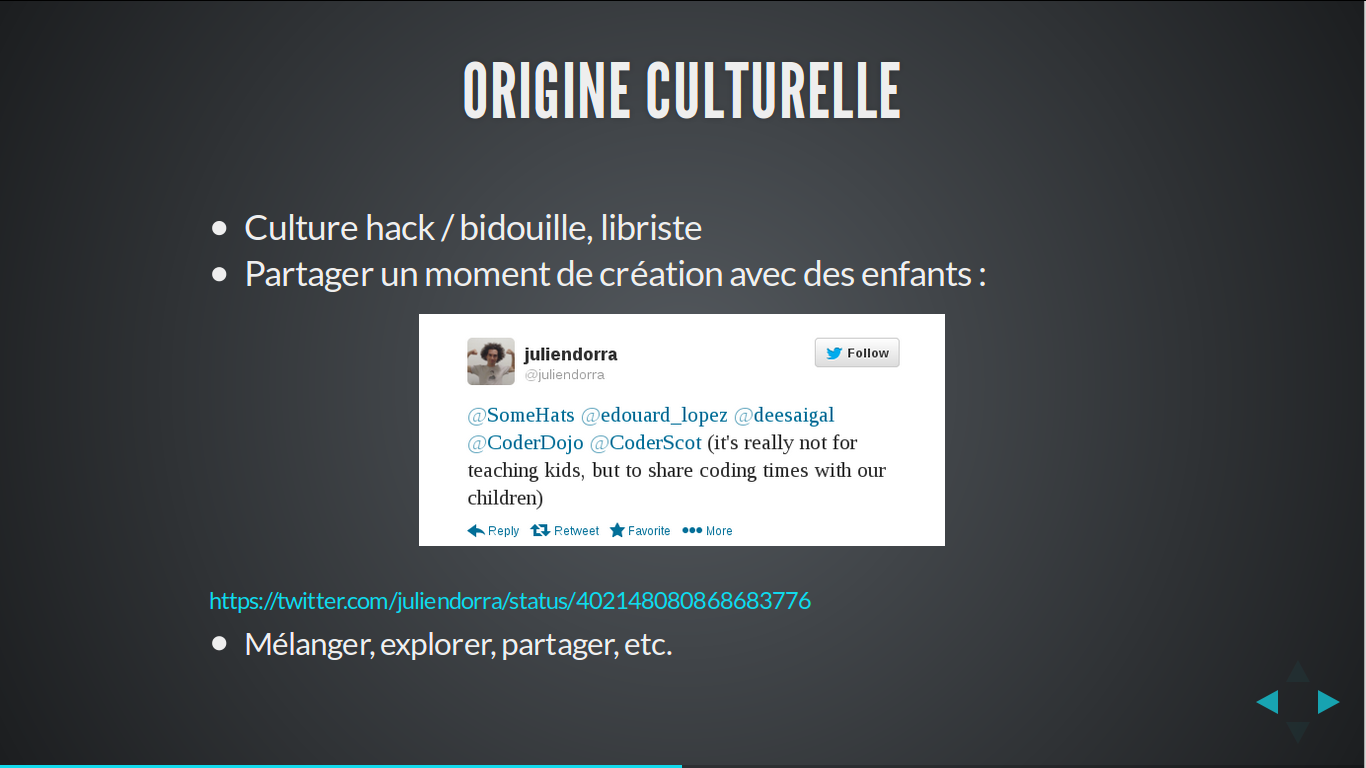 ORIGINE CULTURELLE
Culture hack / bidouille, libriste
Partager un moment de création avec des enfants :
juliendorra
Follow
@juliendorra
@SomeHats @edouard_lopez @deesaigal
@CoderDojo @CoderScot (it's really not for
teaching kids, but to share coding times with our
children)
Reply Retweet Favorite More
https://twitter.com/juliendorra/status/402148080868683776
Mélanger, explorer, partager, etc.